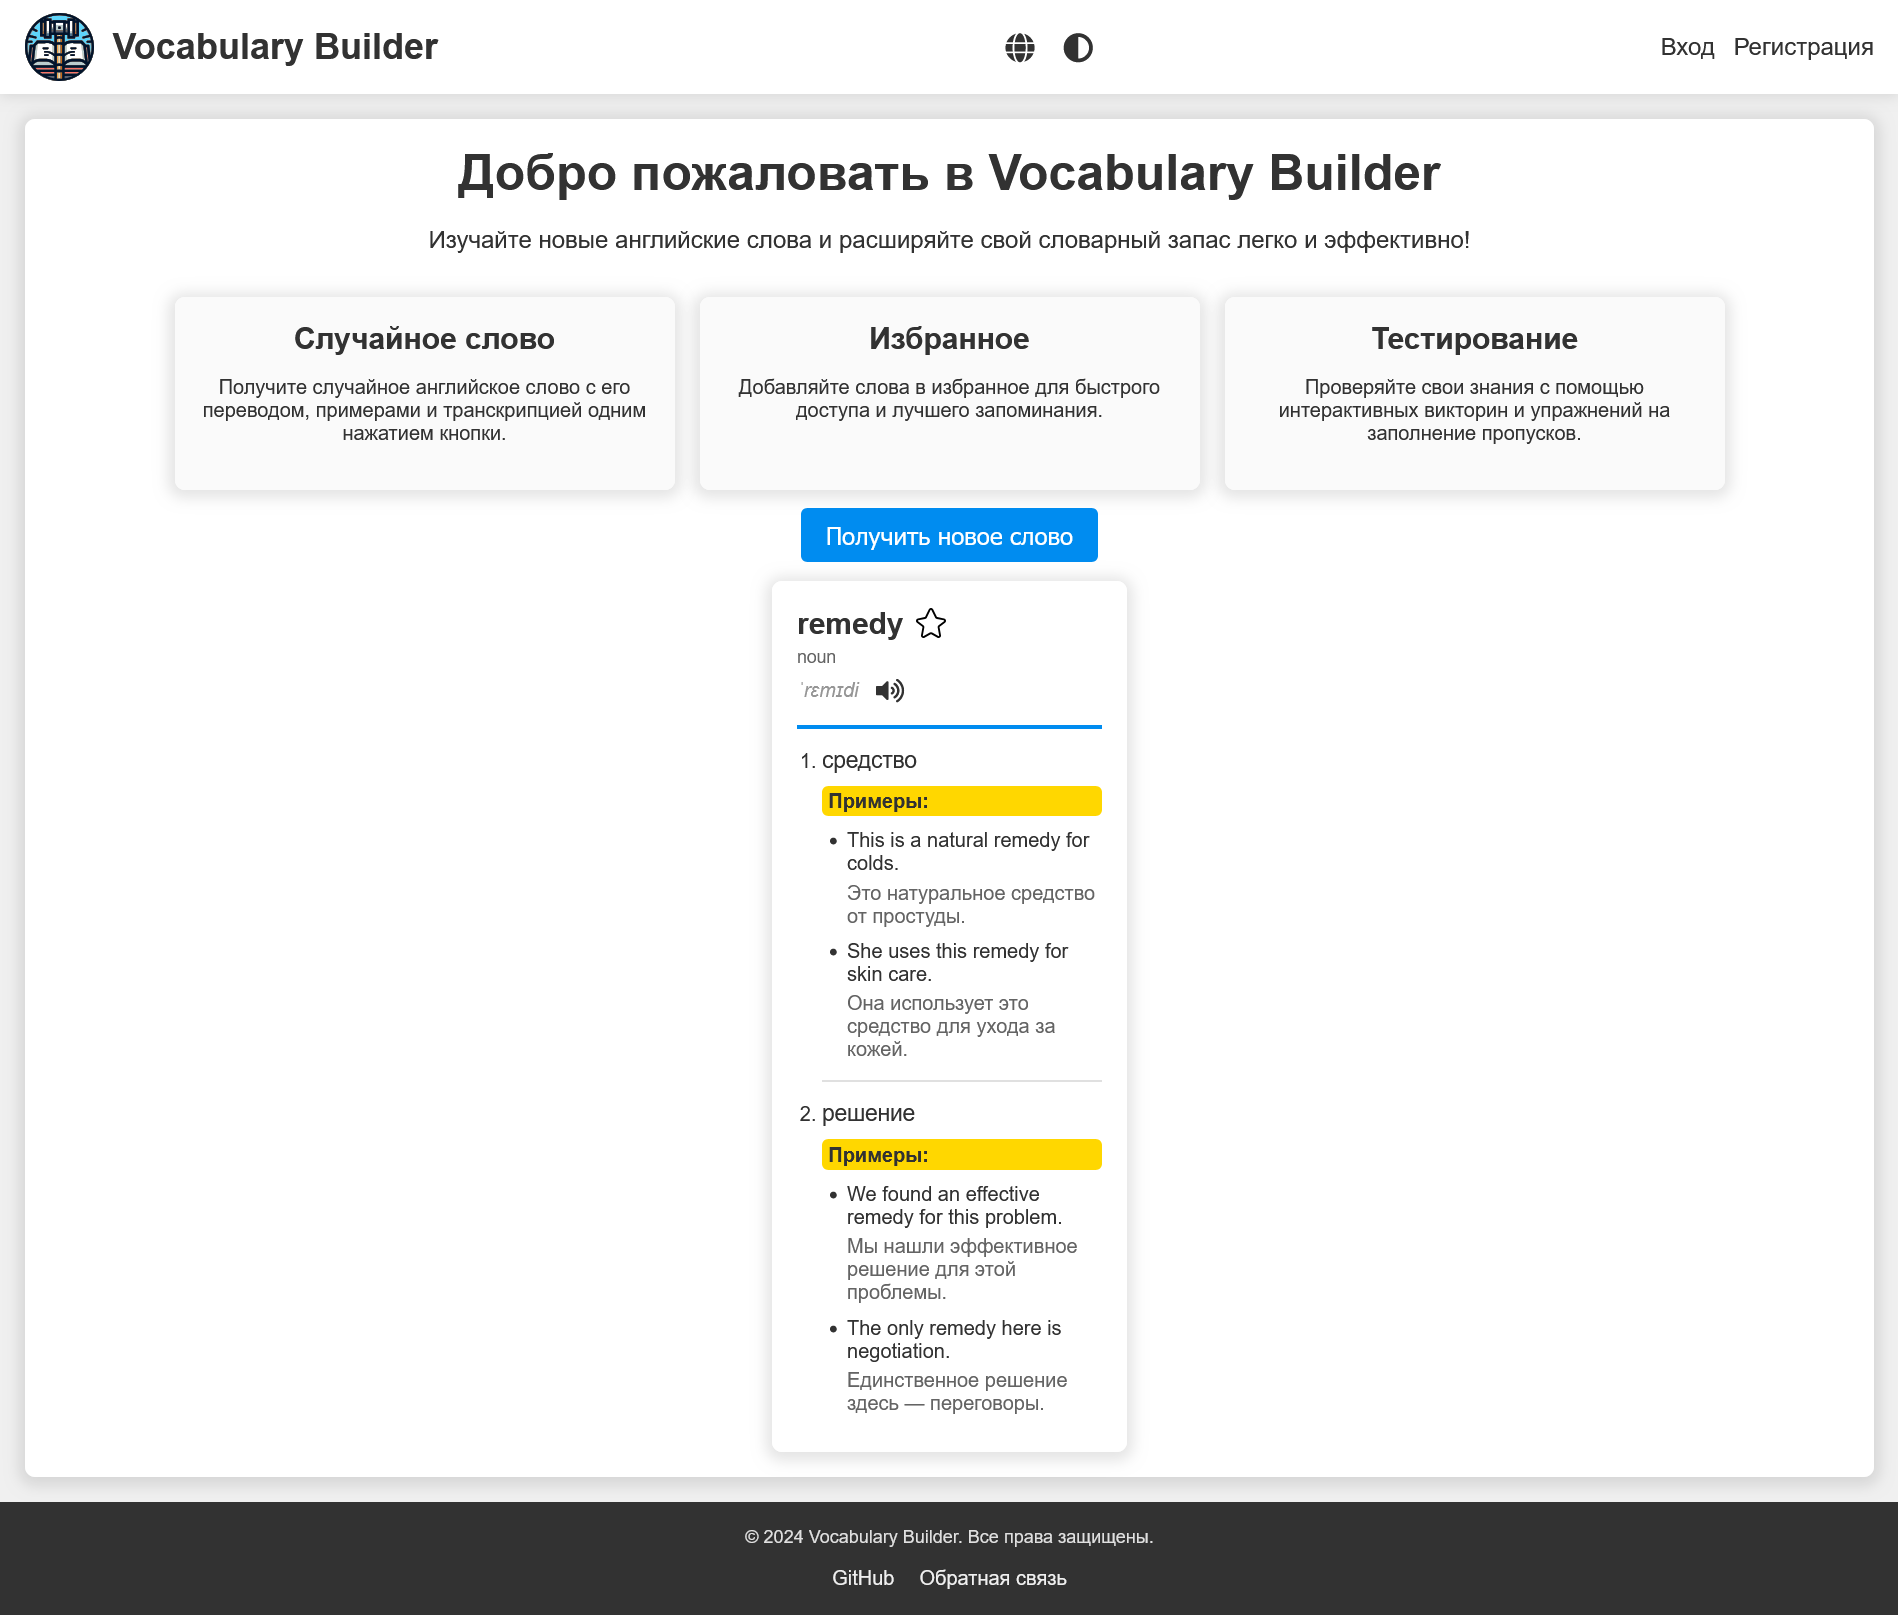 Vocabulary Builder
Вход Регистрация
Добро пожаловать в Vocabulary Builder
Изучайте новые английские слова и расширяйте свой словарный запас легко и эффективно!
Случайное слово
Получите случайное английское слово с его
переводом, примерами и транскрипцией одним
нажатием кнопки.
Избранное
Добавляйте слова в избранное для быстрого
доступа и лучшего запоминания.
Тестирование
Проверяйте свои знания с помощью
интерактивных викторин и упражнений на
заполнение пропусков.
Получить новое слово
remedy
noun
ˈrɛmɪdi
1. средство
Примеры:
• This is a natural remedy for
colds.
Это натуральное средство
от простуды.
• She uses this remedy for
skin care.
Она использует это
средство для ухода за
кожей.
2. решение
Примеры:
• We found an effective
remedy for this problem.
Мы нашли эффективное
решение для этой
проблемы.
• The only remedy here is
negotiation.
Единственное решение
здесь — переговоры.
© 2024 Vocabulary Builder. Все права защищены.
GitHub Обратная связь